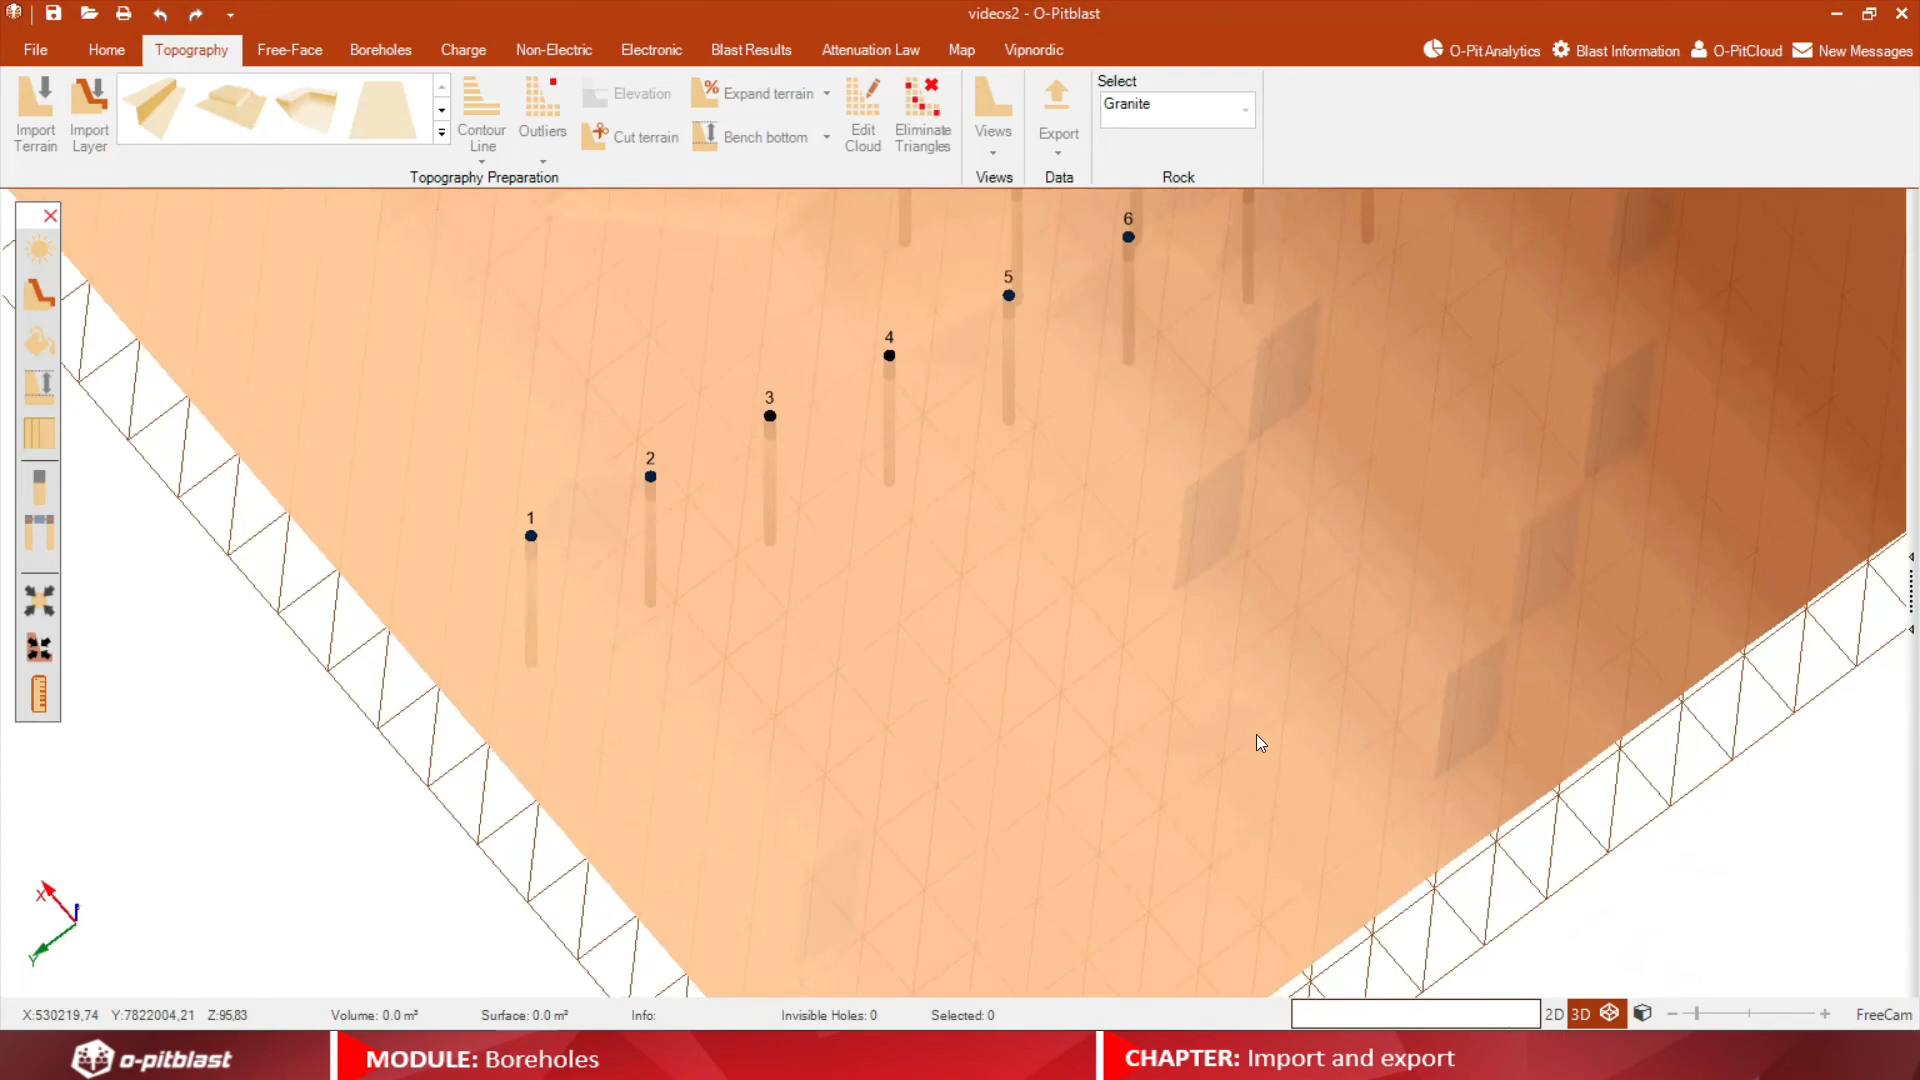 videos2 - O-Pitblast
File Home Topography Free-Face Boreholes Charge Non-Electric Electronic Blast Results Attenuation Law Map Vipnordic O-Pit Analytics Blast Information O-PitCloud New Messages
Import Terrain
Import Layer
Contour Line
Outliers
Elevation
Cut terrain
Expand terrain
Bench bottom
Edit Cloud
Eliminate Triangles
Topography Preparation
Views
Views
Export
Data
Select
Granite
Rock
6
5
4
3
2
1
X
Y
X:530219,74 Y:7822004,21 Z:95,83 Volume: 0.0 m³ Surface: 0.0 m² Info: Invisible Holes: 0 Selected: 0 2D 3D FreeCam
o-pitblast MODULE: Boreholes CHAPTER: Import and export